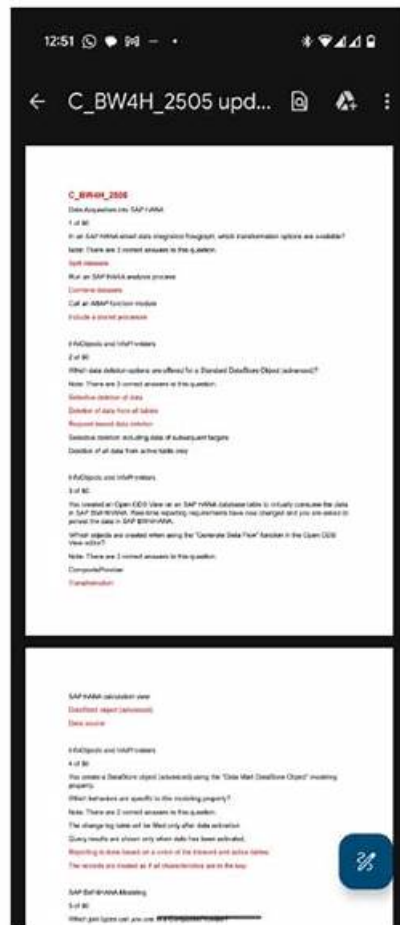 12:51
C_BW4H_2505 upd...
C_BW4H_2505
Data Acquisition into SAP HANA
1 of 80
In an SAP HANA smart data integration flowgraph, which transformation options are available?
Note: There are 3 correct answers to this question.
Split datasets
Run an SAP HANA analysis process
Combine datasets
Call an ABAP function module
Include a stored procedure
InfoObjects and InfoProviders
2 of 80
Which data deletion options are offered for a Standard DataStore Object (advanced)?
Note: There are 3 correct answers to this question.
Selective deletion of data
Deletion of data from all tables
Request-based data deletion
Selective deletion including data of subsequent targets
Deletion of all data from active table only
InfoObjects and InfoProviders
3 of 80
You created an Open ODS View on an SAP HANA database table to virtually consume the data
in SAP BW/4HANA. Real-time reporting requirements have now changed and you are asked to
persist the data in SAP BW/4HANA.
Which objects are created when using the "Generate Data Flow" function in the Open ODS
View editor?
Note: There are 3 correct answers to this question.
CompositeProvider
Transformation
SAP HANA calculation view
DataStore object (advanced)
Data source
InfoObjects and InfoProviders
4 of 80
You create a DataStore object (advanced) using the "Data Mart DataStore Object" modeling
property.
Which behaviors are specific to this modeling property?
Note: There are 2 correct answers to this question.
The change log table will be filled only after data activation
Query results are shown only when data has been activated.
Reporting is done based on a union of the inbound and active tables
The records are treated as if all characteristics are in the key
SAP BW/4HANA Modeling
5 of 80
Which join types can you use in a Composite Provider?